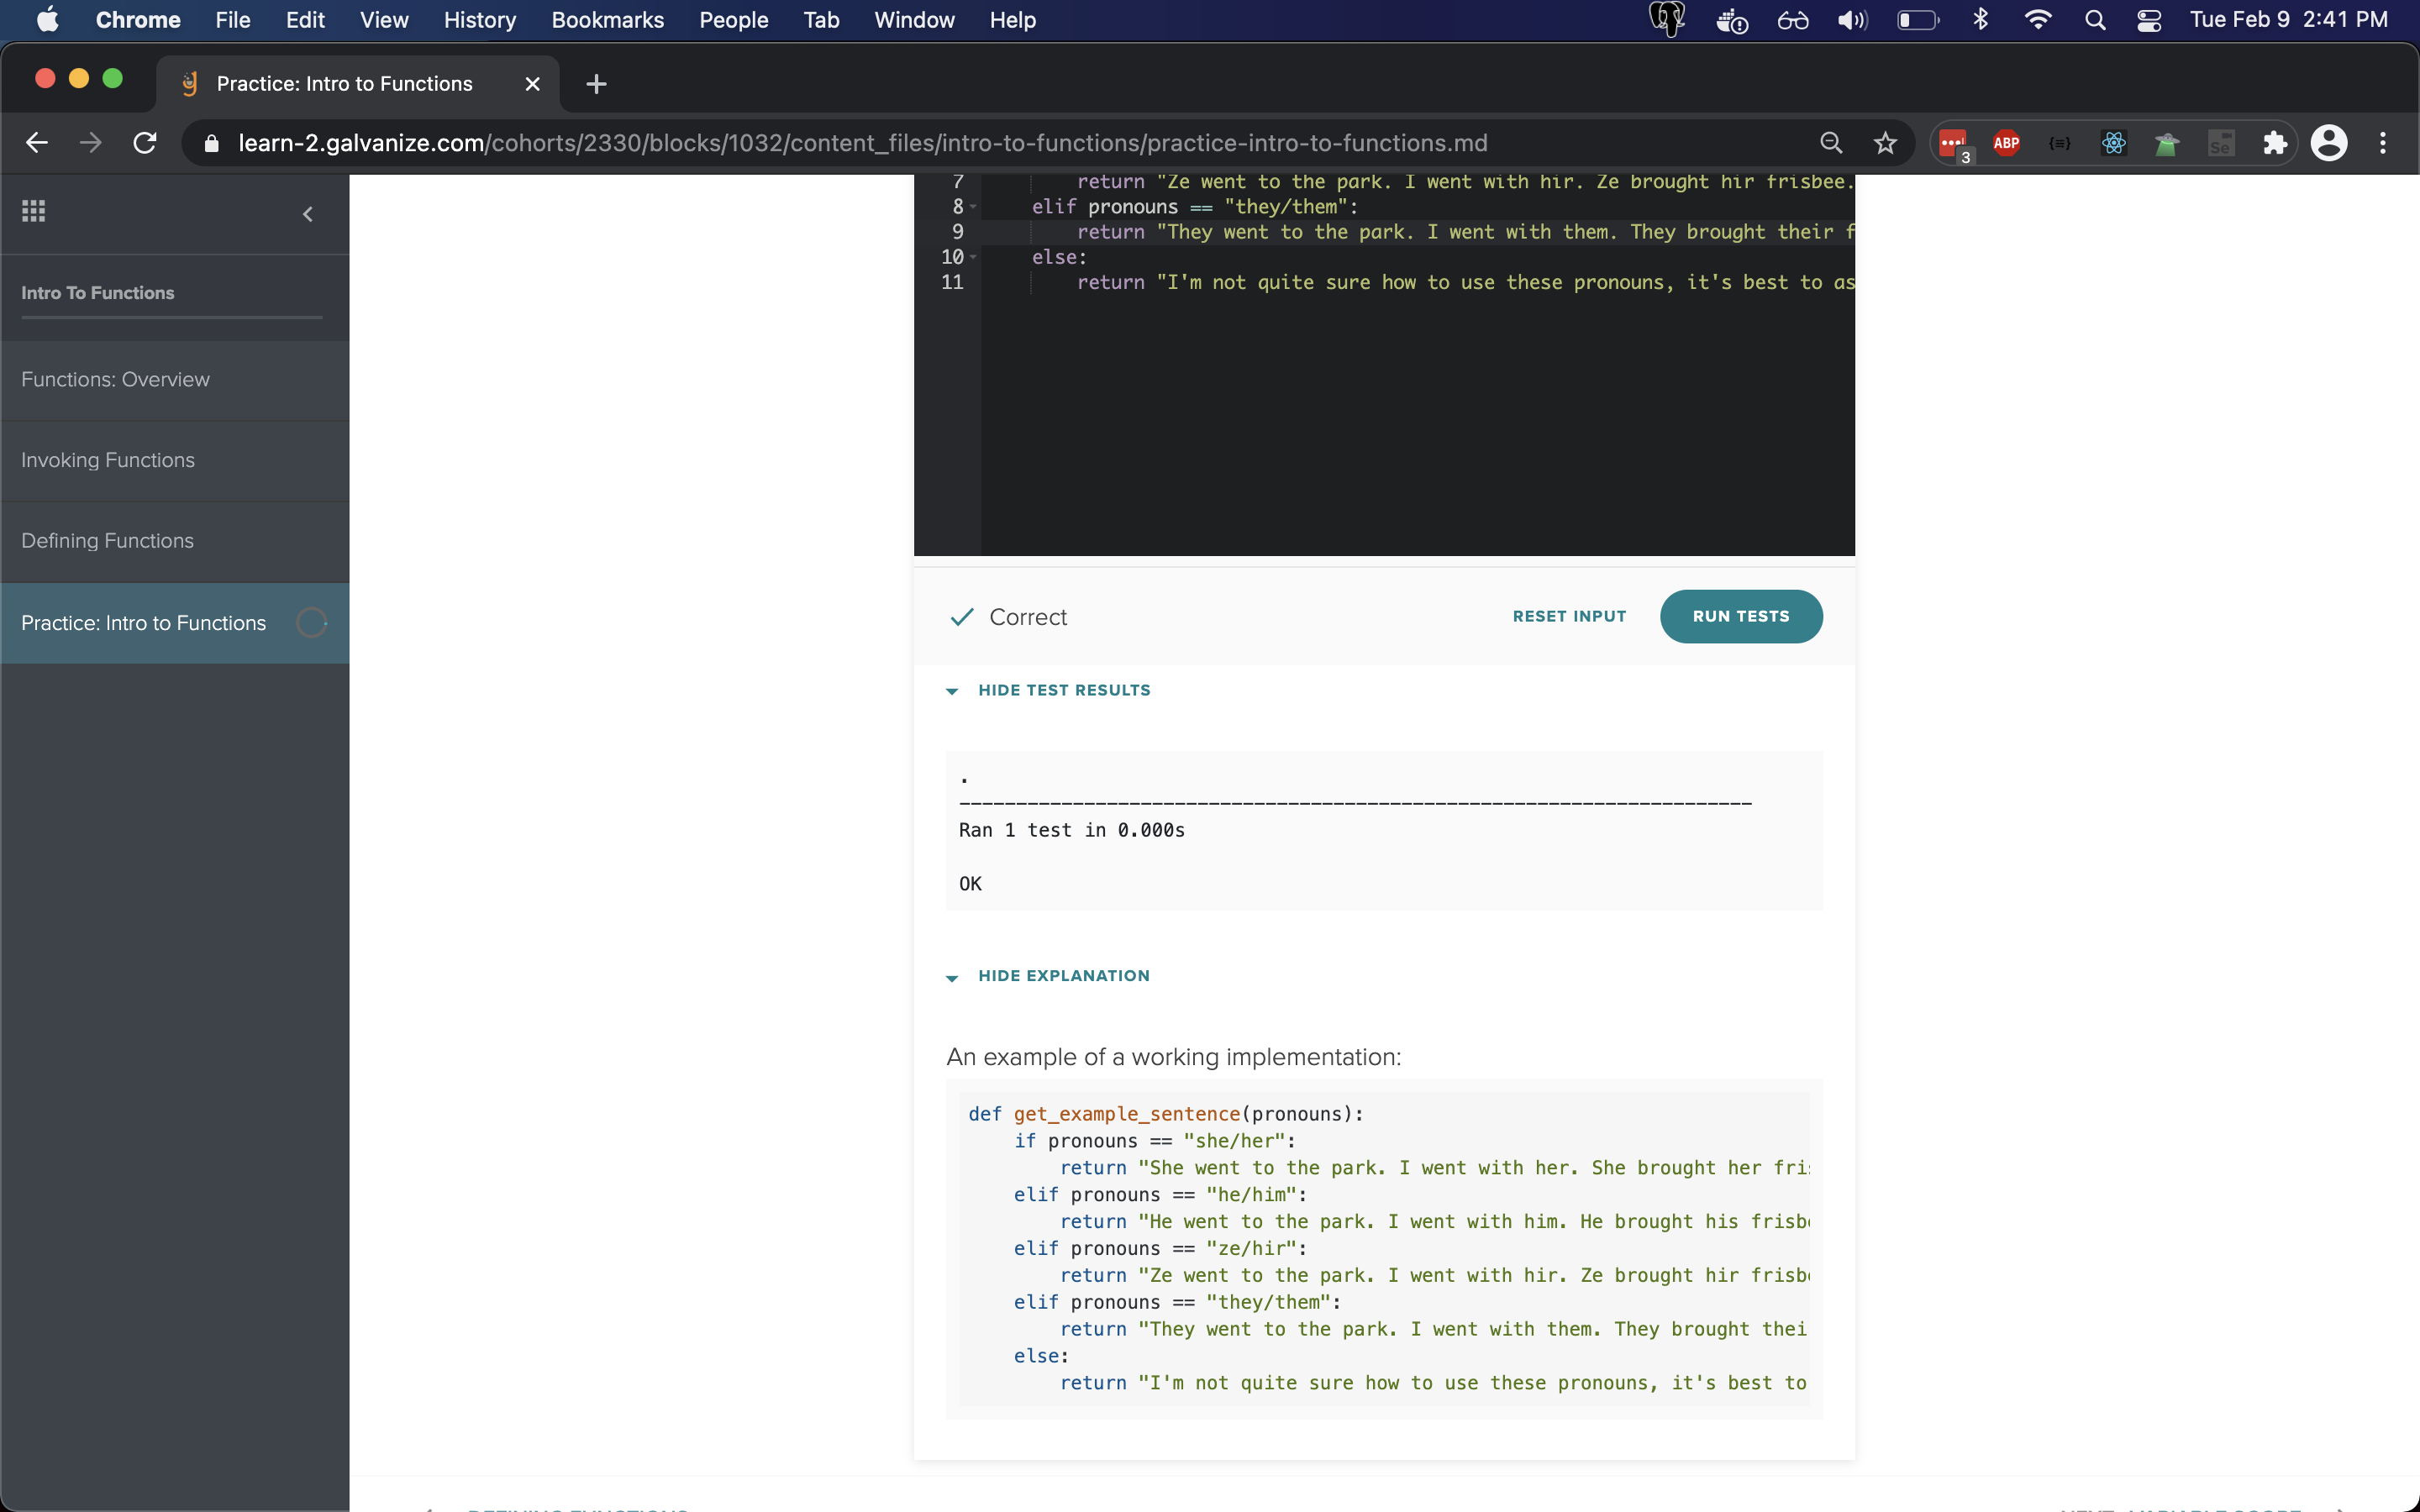 Chrome File Edit View History Bookmarks People Tab Window Help Tue Feb 9 2:41 PM
Practice: Intro to Functions
learn-2.galvanize.com/cohorts/2330/blocks/1032/content_files/intro-to-functions/practice-intro-to-functions.md
3 ABP Se
Intro To Functions
Functions: Overview
Invoking Functions
Defining Functions
Practice: Intro to Functions
7 return "Ze went to the park. I went with hir. Ze brought hir frisbee.
8 elif pronouns == "they/them":
9 return "They went to the park. I went with them. They brought their f
10 else:
11 return "I'm not quite sure how to use these pronouns, it's best to as
Correct RESET INPUT RUN TESTS
HIDE TEST RESULTS
.
----------------------------------------------------------------------
Ran 1 test in 0.000s
OK
HIDE EXPLANATION
An example of a working implementation:
def get_example_sentence(pronouns):
if pronouns == "she/her":
return "She went to the park. I went with her. She brought her fris
elif pronouns == "he/him":
return "He went to the park. I went with him. He brought his frisb
elif pronouns == "ze/hir":
return "Ze went to the park. I went with hir. Ze brought hir frisb
elif pronouns == "they/them":
return "They went to the park. I went with them. They brought thei
else:
return "I'm not quite sure how to use these pronouns, it's best to